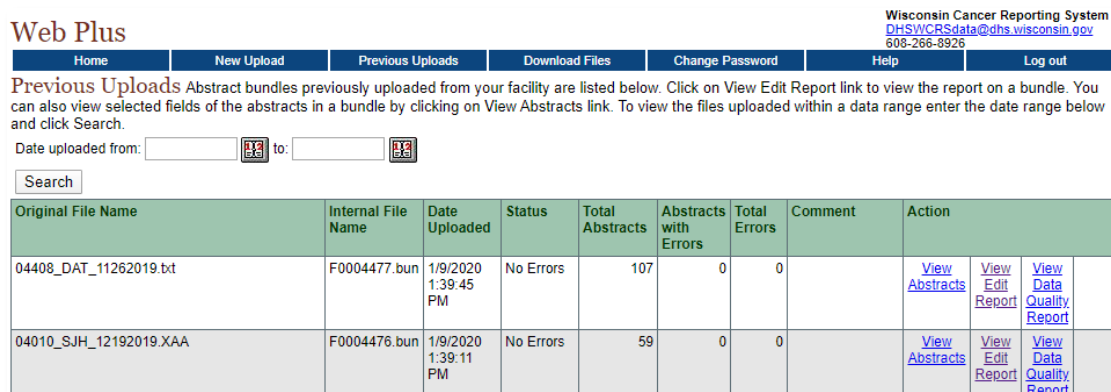 Web Plus
Wisconsin Cancer Reporting System
DHSWCRSdata@dhs.wisconsin.gov
608-266-8926
Home New Upload Previous Uploads Download Files Change Password Help Log out
Previous Uploads Abstract bundles previously uploaded from your facility are listed below. Click on View Edit Report link to view the report on a bundle. You
can also view selected fields of the abstracts in a bundle by clicking on View Abstracts link. To view the files uploaded within a data range enter the date range below
and click Search.
Date uploaded from: to:
Search
Original File Name Internal File Name Date Uploaded Status Total Abstracts Abstracts with Errors Total Errors Comment Action
04408_DAT_11262019.txt F0004477.bun 1/9/2020 1:39:45 PM No Errors 107 0 0 View Abstracts View Edit Report View Data Quality Report
04010_SJH_12192019.XAA F0004476.bun 1/9/2020 1:39:11 PM No Errors 59 0 0 View Abstracts View Edit Report View Data Quality Report